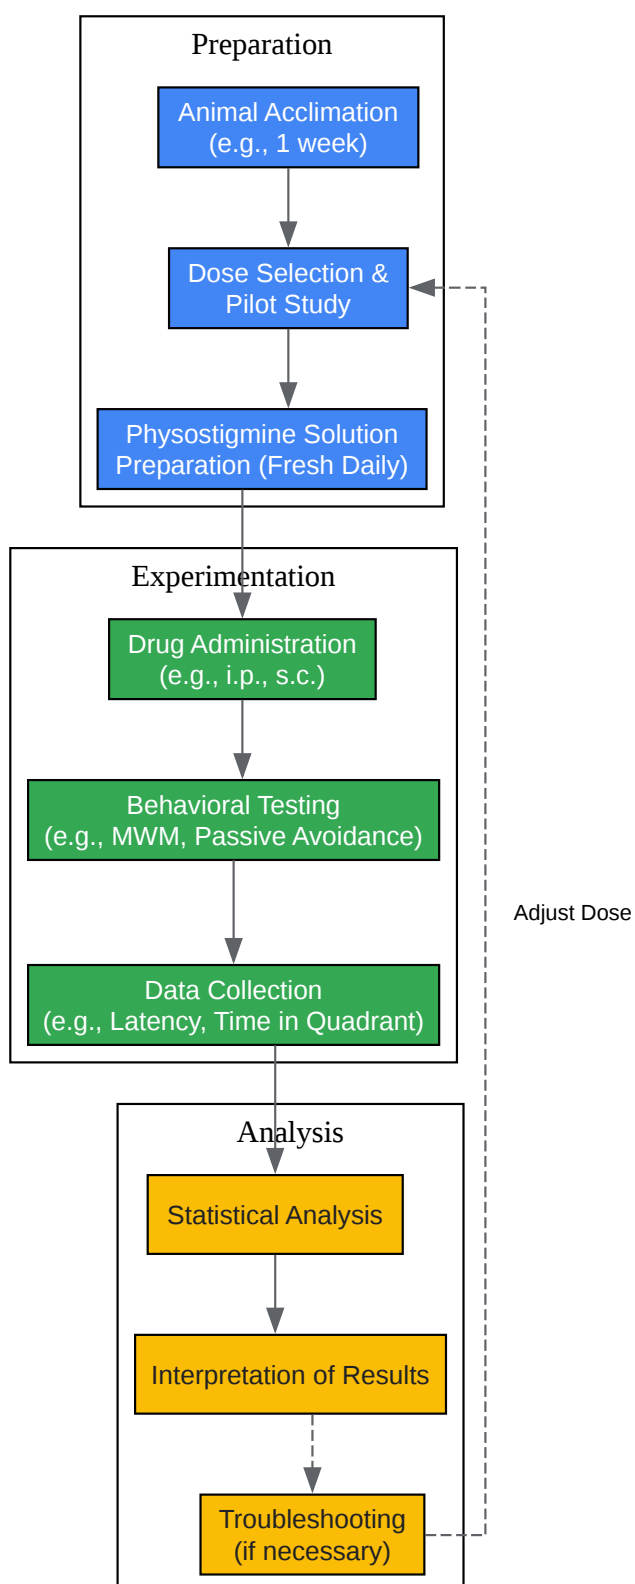 Preparation
Animal Acclimation
(e.g., 1 week)
Dose Selection &
Pilot Study
Physostigmine Solution
Preparation (Fresh Daily)
Experimentation
Drug Administration
(e.g., i.p., s.c.)
Behavioral Testing
(e.g., MWM, Passive Avoidance)
Adjust Dose
Data Collection
(e.g., Latency, Time in Quadrant)
Analysis
Statistical Analysis
Interpretation of Results
Troubleshooting
(if necessary)